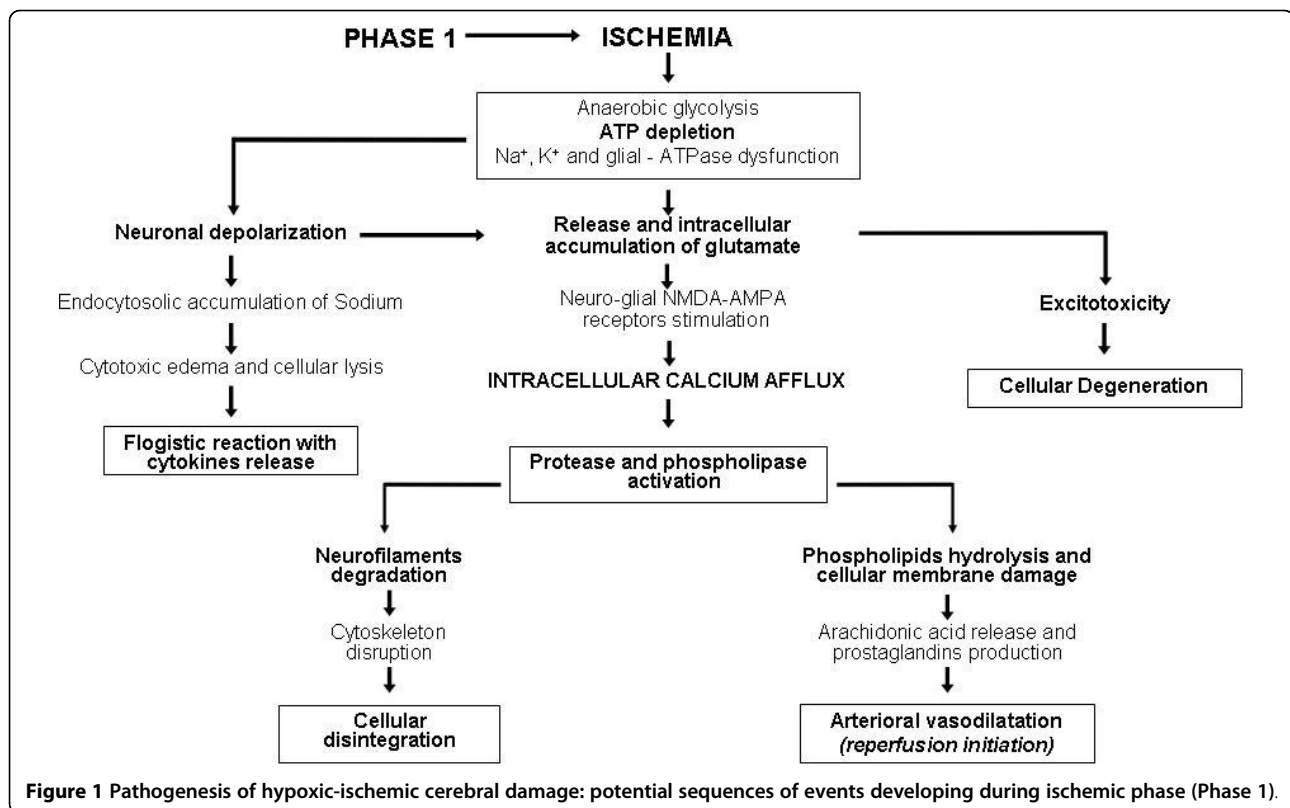 PHASE 1 ISCHEMIA
Anaerobic glycolysis
ATP depletion
Na⁺, K⁺ and glial - ATPase dysfunction
Neuronal depolarization
Release and intracellular
accumulation of glutamate
Endocytosolic accumulation of Sodium
Neuro-glial NMDA-AMPA
receptors stimulation
Excitotoxicity
Cytotoxic edema and cellular lysis
INTRACELLULAR CALCIUM AFFLUX
Cellular Degeneration
Flogistic reaction with
cytokines release
Protease and phospholipase
activation
Neurofilaments
degradation
Phospholipids hydrolysis and
cellular membrane damage
Cytoskeleton
disruption
Arachidonic acid release and
prostaglandins production
Cellular
disintegration
Arterioral vasodilatation
(reperfusion initiation)
Figure 1 Pathogenesis of hypoxic-ischemic cerebral damage: potential sequences of events developing during ischemic phase (Phase 1).